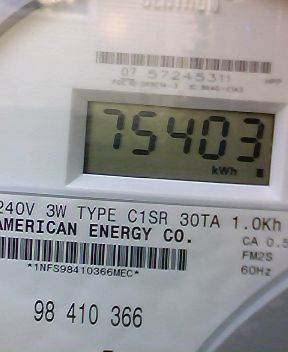 07 57245311
75403
kWh
240V 3W TYPE C1SR 30TA 1.0Kh
AMERICAN ENERGY CO.
CA 0.5
FM2S
60Hz
*1NFS98410366MEC*
98 410 366